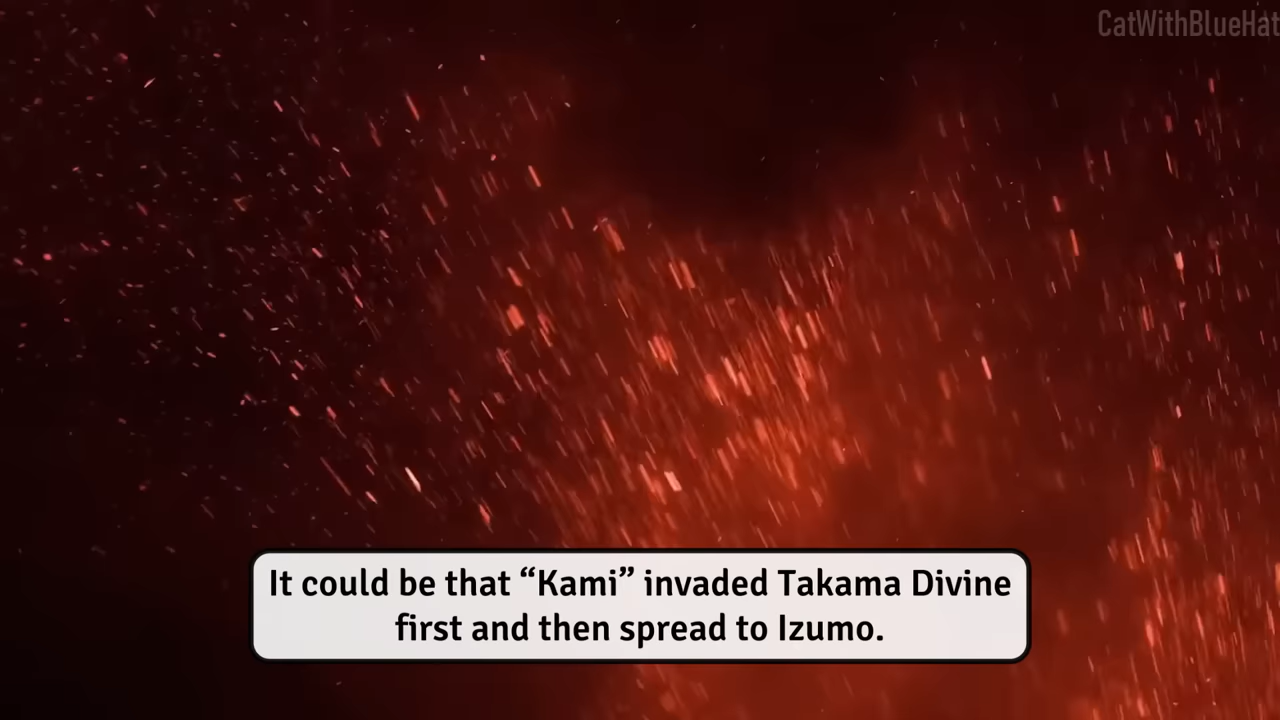 CatWithBlueHat
It could be that “Kami” invaded Takama Divine
first and then spread to Izumo.